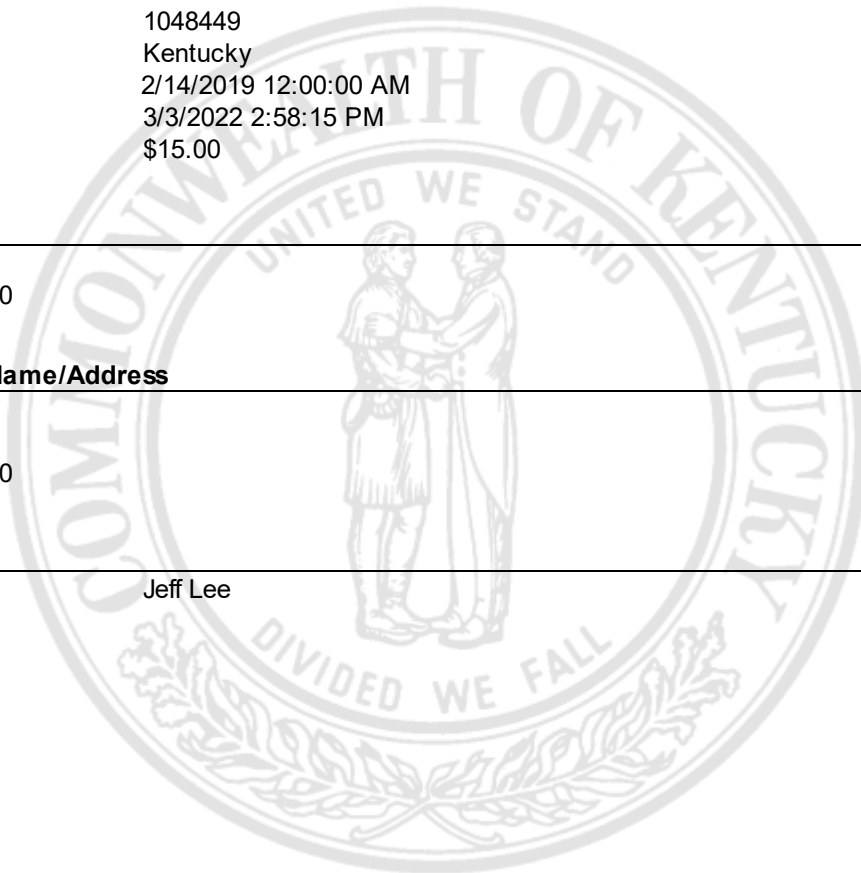 1048449
Kentucky
2/14/2019 12:00:00 AM
3/3/2022 2:58:15 PM
$15.00
0
lame/Address
0
Jeff Lee
COMMONWEALTH OF KENTUCKY
UNITED WE STAND
DIVIDED WE FALL